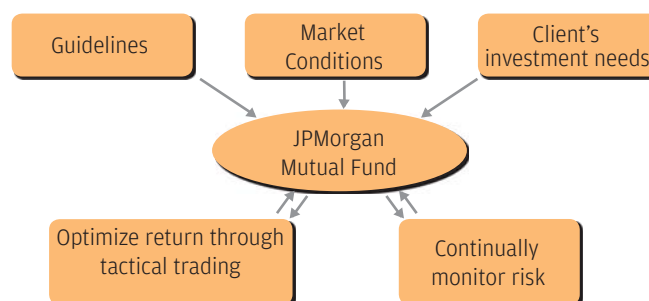 Guidelines
Market
Conditions
Client’s
investment needs
JPMorgan
Mutual Fund
Optimize return through
tactical trading
Continually
monitor risk